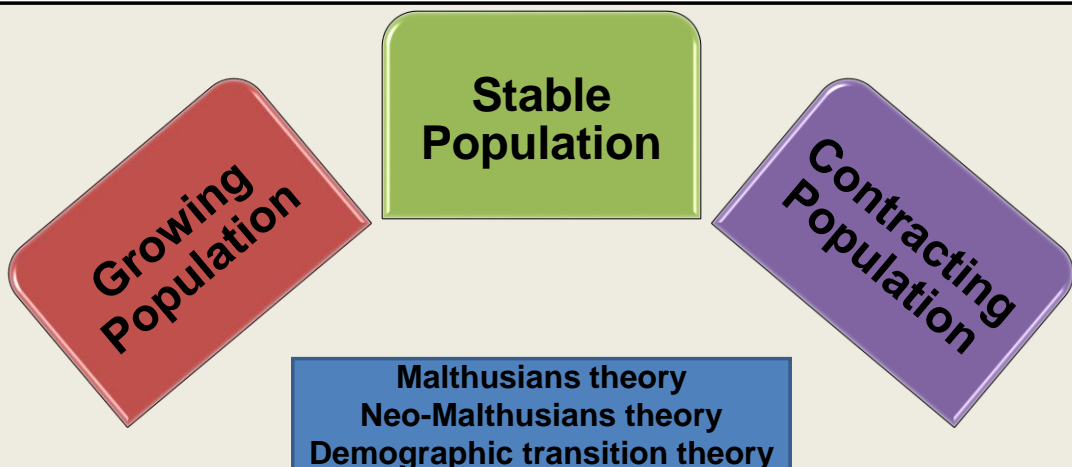 Stable
Population
Growing
Population
Contracting
Population
Malthusians theory
Neo-Malthusians theory
Demographic transition theory